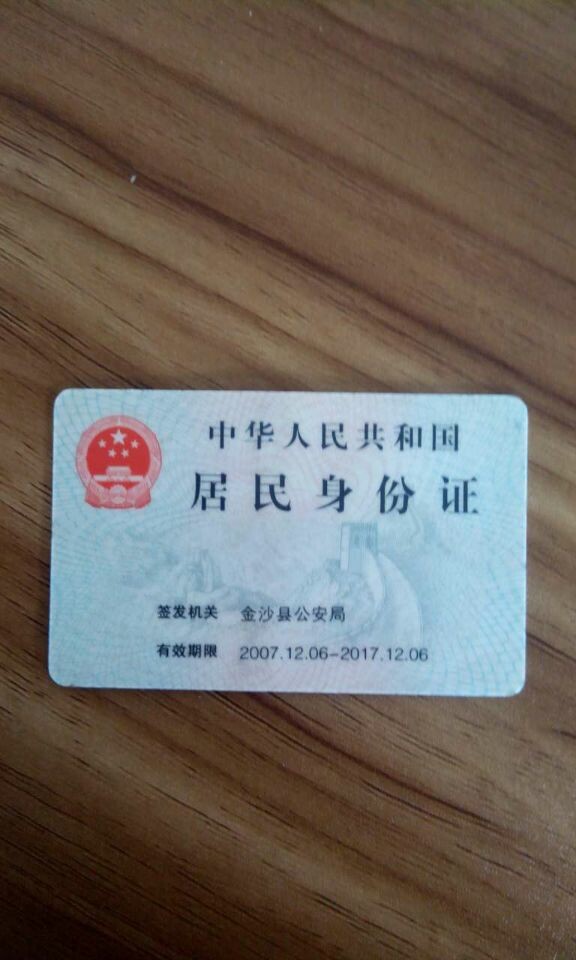 中华人民共和国
居民身份证
签发机关 金沙县公安局
有效期限 2007.12.06-2017.12.06